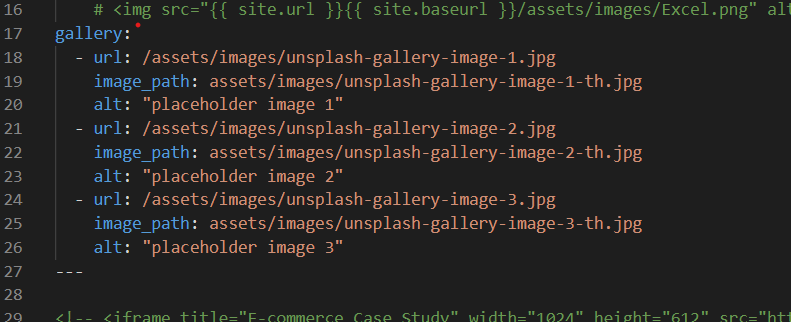 16 # <img src="{{ site.url }}{{ site.baseurl }}/assets/images/Excel.png" alt
17 gallery:
18 - url: /assets/images/unsplash-gallery-image-1.jpg
19 image_path: assets/images/unsplash-gallery-image-1-th.jpg
20 alt: "placeholder image 1"
21 - url: /assets/images/unsplash-gallery-image-2.jpg
22 image_path: assets/images/unsplash-gallery-image-2-th.jpg
23 alt: "placeholder image 2"
24 - url: /assets/images/unsplash-gallery-image-3.jpg
25 image_path: assets/images/unsplash-gallery-image-3-th.jpg
26 alt: "placeholder image 3"
27 ---
28
29 <!-- <iframe title="E-commerce Case Study" width="1024" height="612" src="htt